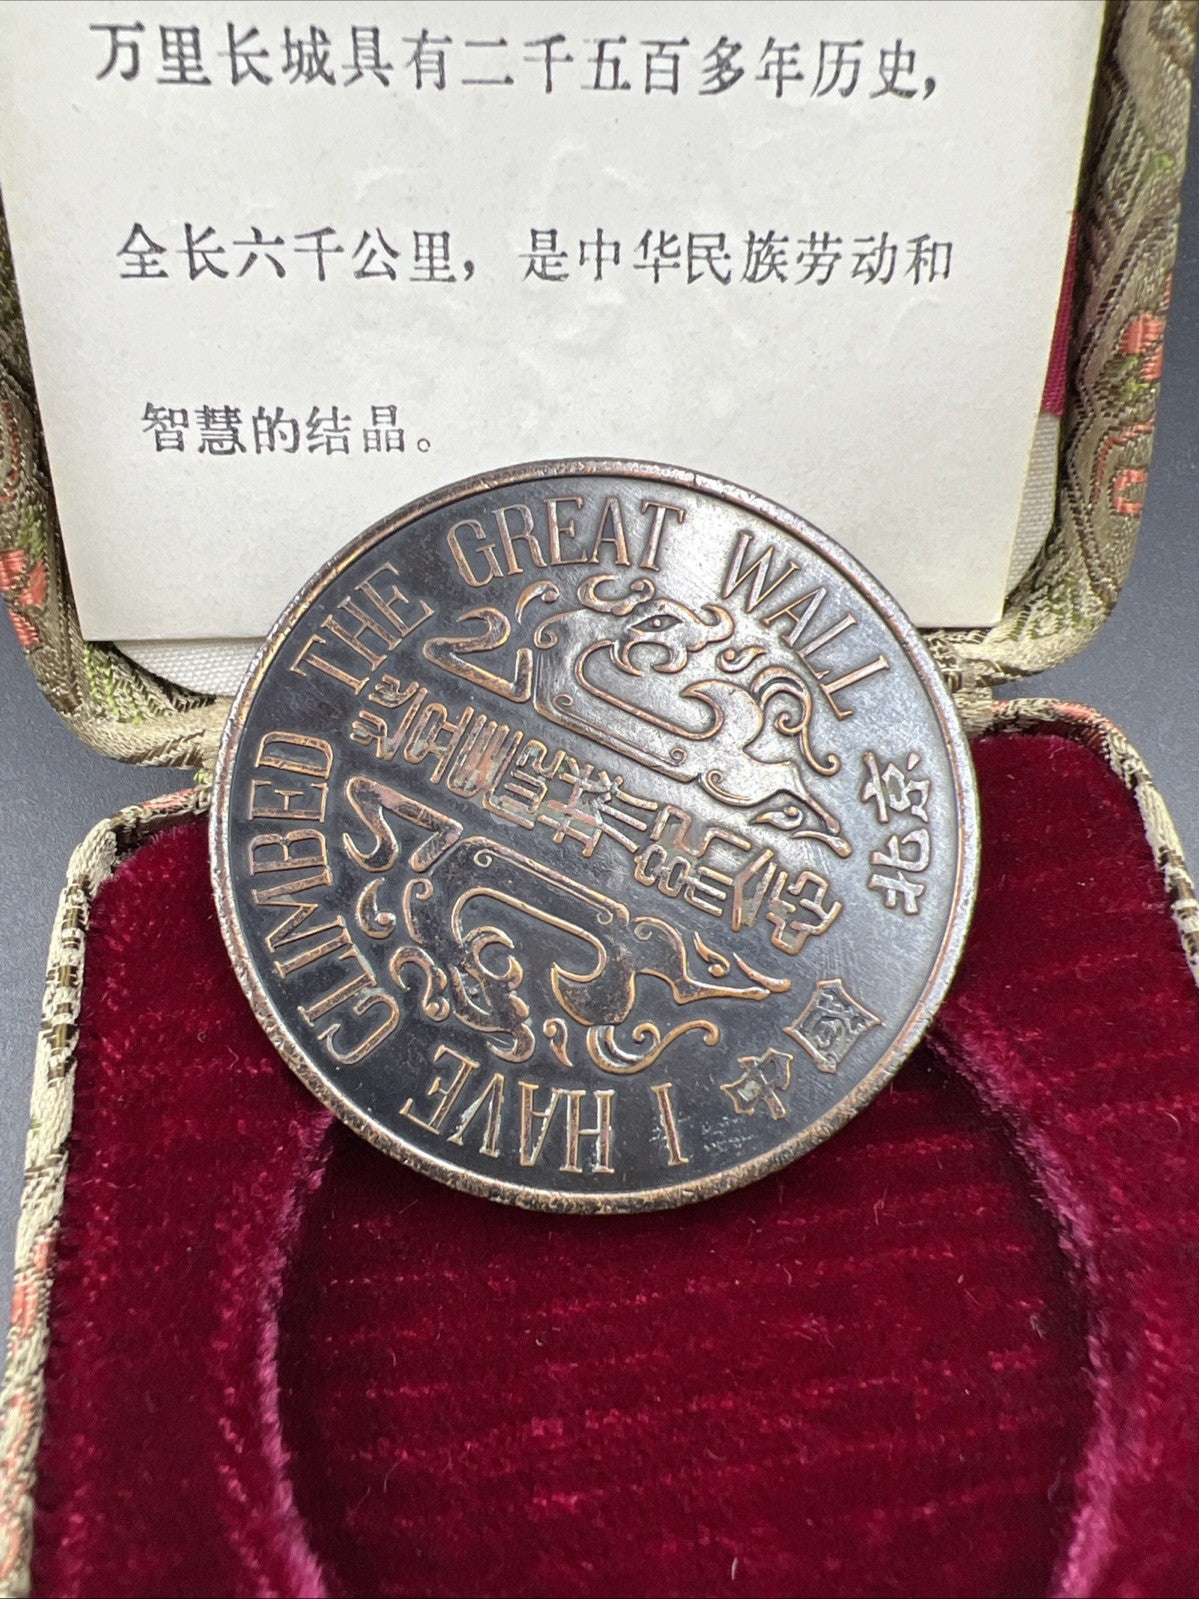 万里长城具有二千五百多年历史，
全长六千公里，是中华民族劳动和
智慧的结晶。
I HAVE CLIMBED THE GREAT WALL
中国
北京